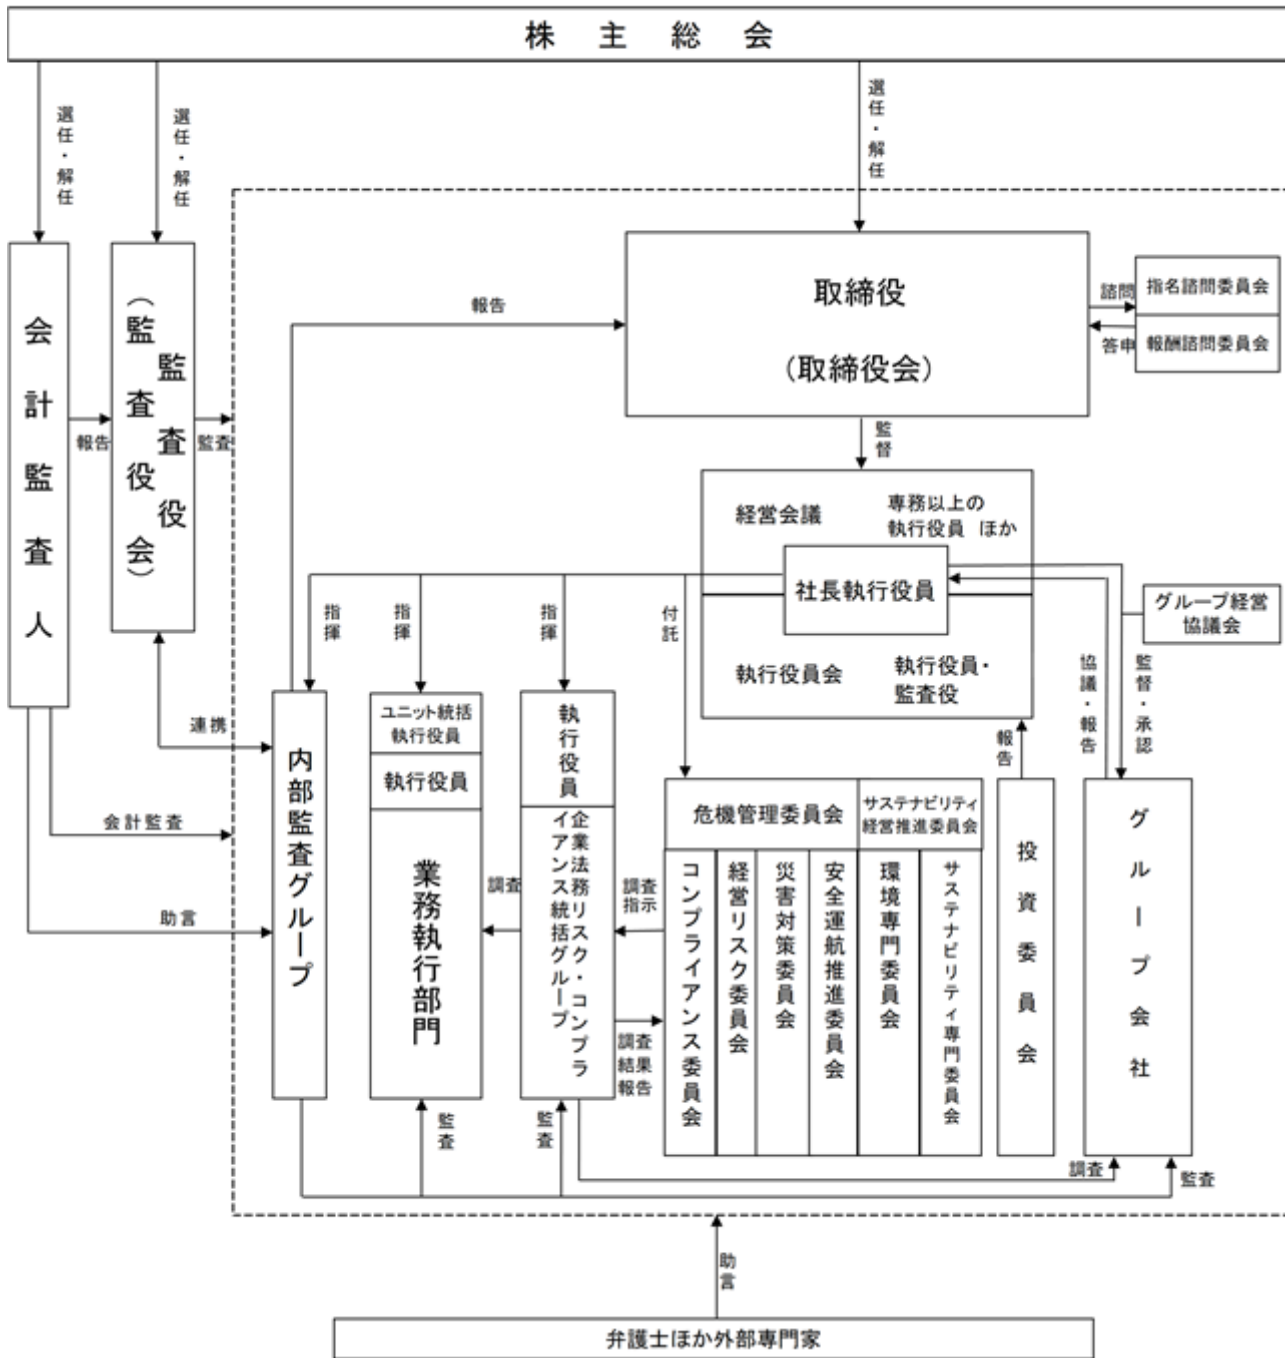 株主総会
選任・解任
選任・解任
選任・解任
会計監査人
監査役
(監査役会)
報告
監査
報告
取締役
(取締役会)
諮問
答申
指名諮問委員会
報酬諮問委員会
監督
経営会議
専務以上の
執行役員 ほか
社長執行役員
執行役員会
執行役員・
監査役
グループ経営
協議会
指揮
指揮
指揮
付託
協議・報告
監督・承認
報告
連携
会計監査
助言
内部監査グループ
ユニット統括
執行役員
執行役員
業務執行部門
執行役員
企業法務リスク・コンプラ
イアンス統括グループ
調査
調査
指示
調査
結果
報告
危機管理委員会
サステナビリティ
経営推進委員会
コンプライアンス委員会
経営リスク委員会
災害対策委員会
安全運航推進委員会
環境専門委員会
サステナビリティ専門委員会
投資委員会
グループ会社
監査
監査
調査
監査
助言
弁護士ほか外部専門家